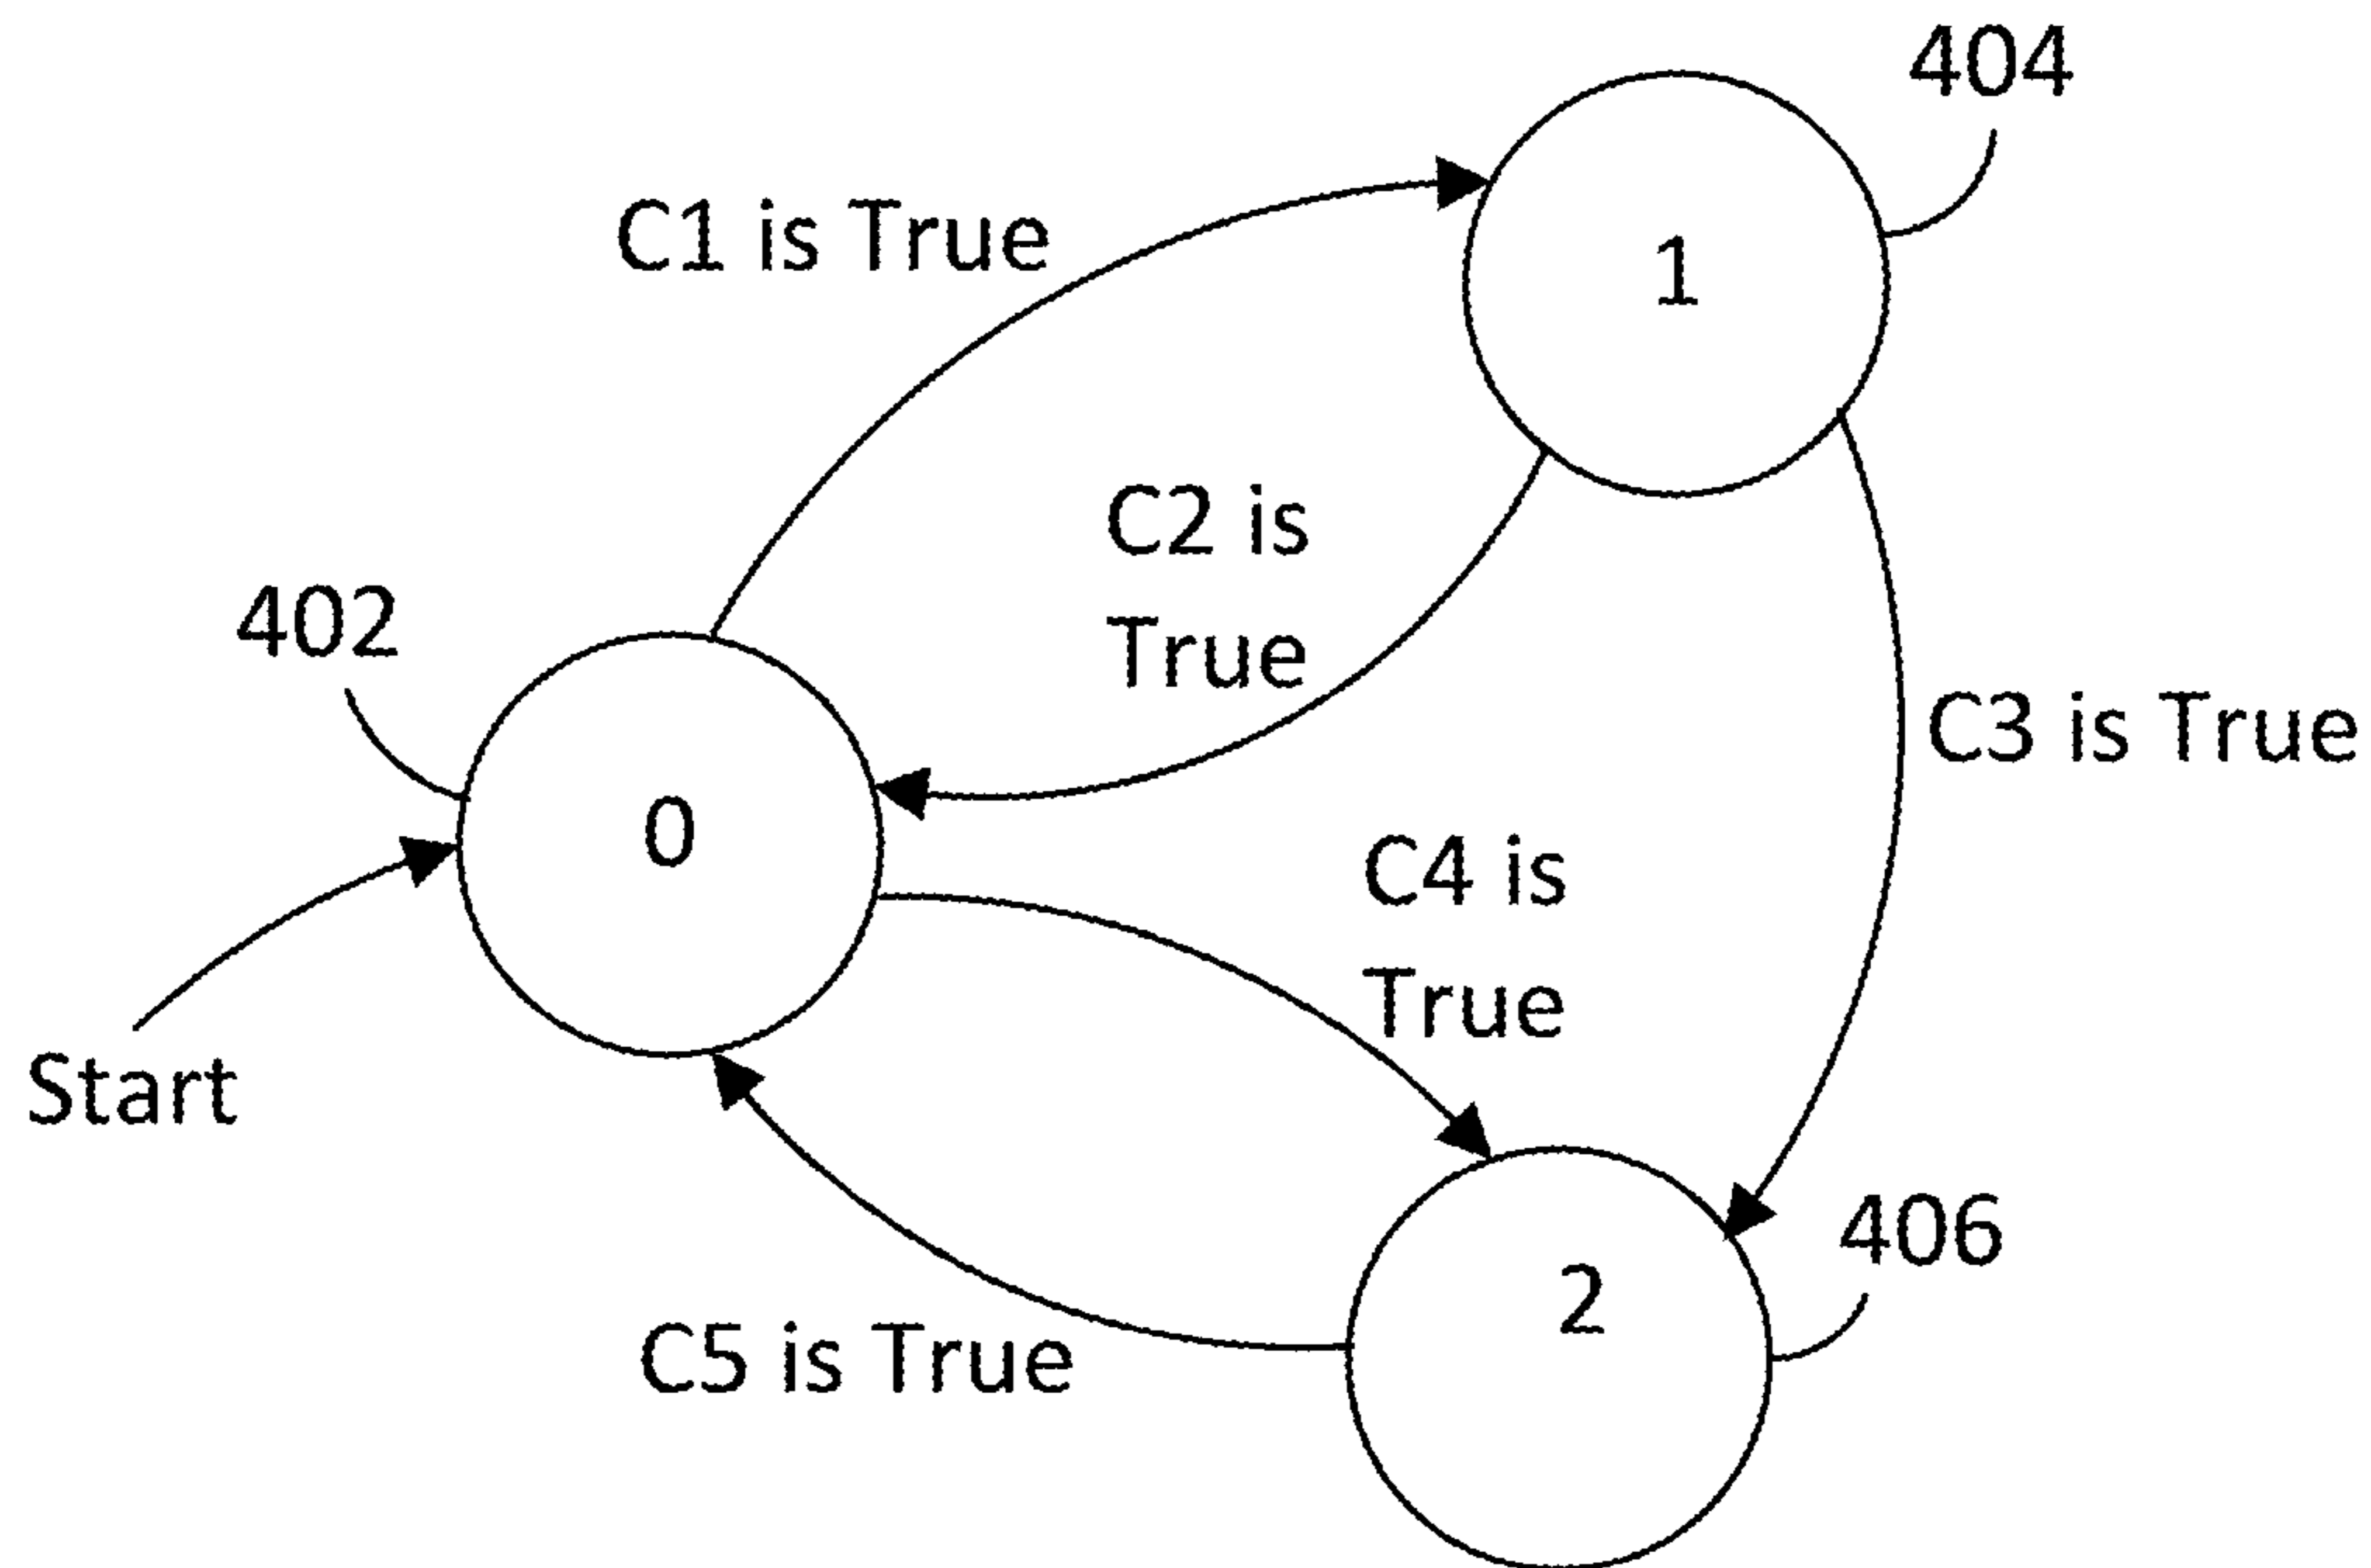 404
C1 is True
1
C2 is
True
402
C3 is True
0
C4 is
True
Start
406
2
C5 is True